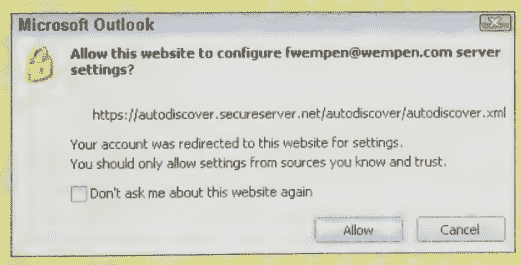 Microsoft Outlook
Allow this website to configure fwempen@wempen.com server
settings?
https://autodiscover.secureserver.net/autodiscover/autodiscover.xml
Your account was redirected to this website for settings.
You should only allow settings from sources you know and trust.
Don't ask me about this website again
Allow
Cancel